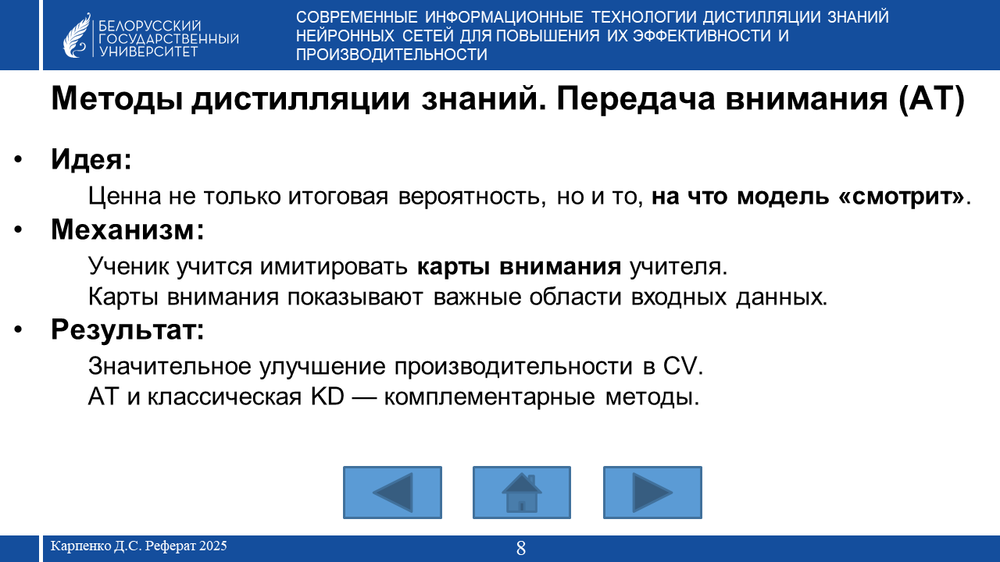 БЕЛОРУССКИЙ
ГОСУДАРСТВЕННЫЙ
УНИВЕРСИТЕТ
СОВРЕМЕННЫЕ ИНФОРМАЦИОННЫЕ ТЕХНОЛОГИИ ДИСТИЛЛЯЦИИ ЗНАНИЙ
НЕЙРОННЫХ СЕТЕЙ ДЛЯ ПОВЫШЕНИЯ ИХ ЭФФЕКТИВНОСТИ И
ПРОИЗВОДИТЕЛЬНОСТИ
Методы дистилляции знаний. Передача внимания (AT)
• Идея:
Ценна не только итоговая вероятность, но и то, на что модель «смотрит».
• Механизм:
Ученик учится имитировать карты внимания учителя.
Карты внимания показывают важные области входных данных.
• Результат:
Значительное улучшение производительности в CV.
AT и классическая KD — комплементарные методы.
Карпенко Д.С. Реферат 2025
8